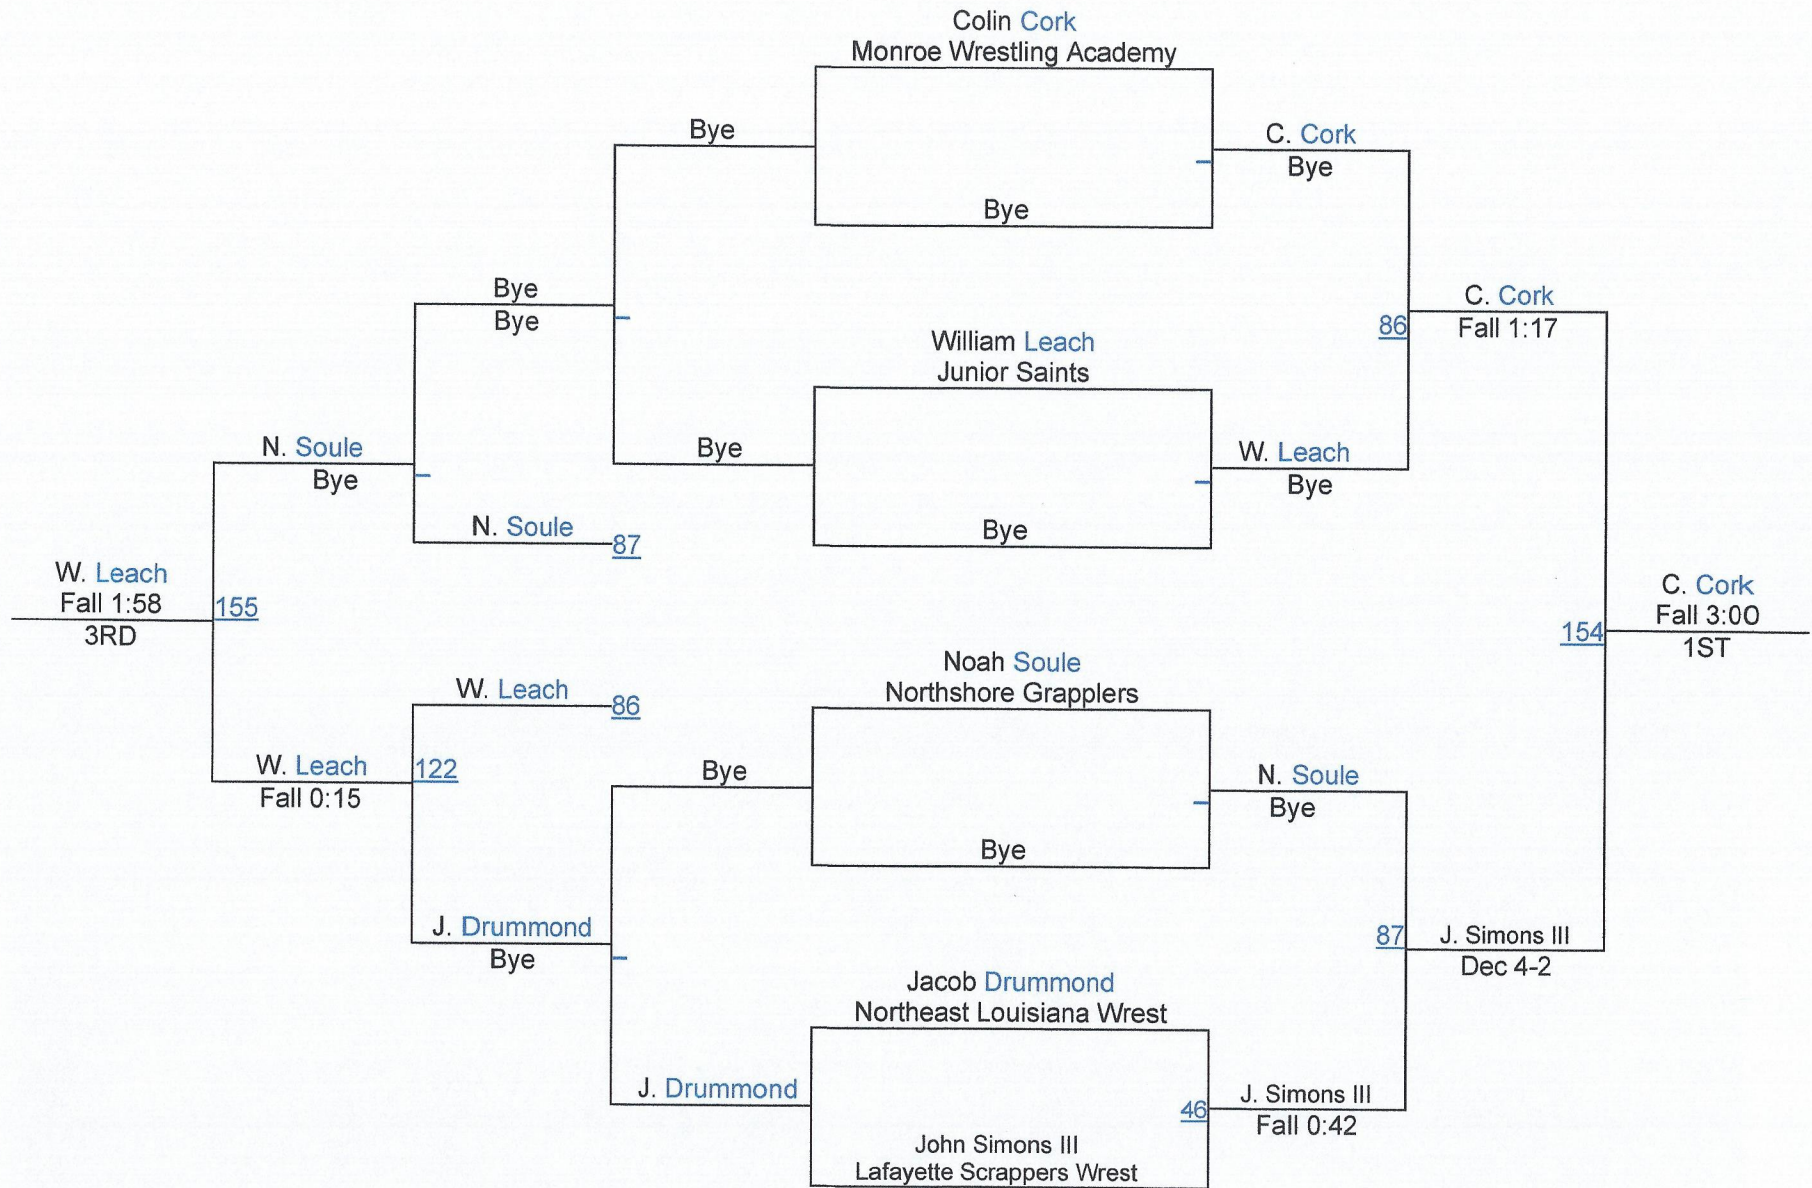 Colin Cork
Monroe Wrestling Academy
Bye
C. Cork
Bye
Bye
Bye
Bye
C. Cork
86
Fall 1:17
William Leach
Junior Saints
N. Soule
Bye
Bye
W. Leach
Bye
N. Soule
87
Bye
W. Leach
Fall 1:58
155
3RD
C. Cork
Fall 3:00
154
1ST
Noah Soule
Northshore Grapplers
W. Leach
86
W. Leach
122
Fall 0:15
Bye
N. Soule
Bye
Bye
J. Drummond
Bye
87
J. Simons III
Dec 4-2
Jacob Drummond
Northeast Louisiana Wrest
J. Drummond
46
J. Simons III
Fall 0:42
John Simons III
Lafayette Scrappers Wrest